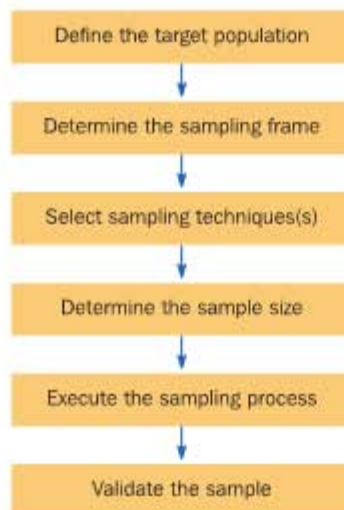 Define the target population
Determine the sampling frame
Select sampling techniques(s)
Determine the sample size
Execute the sampling process
Validate the sample